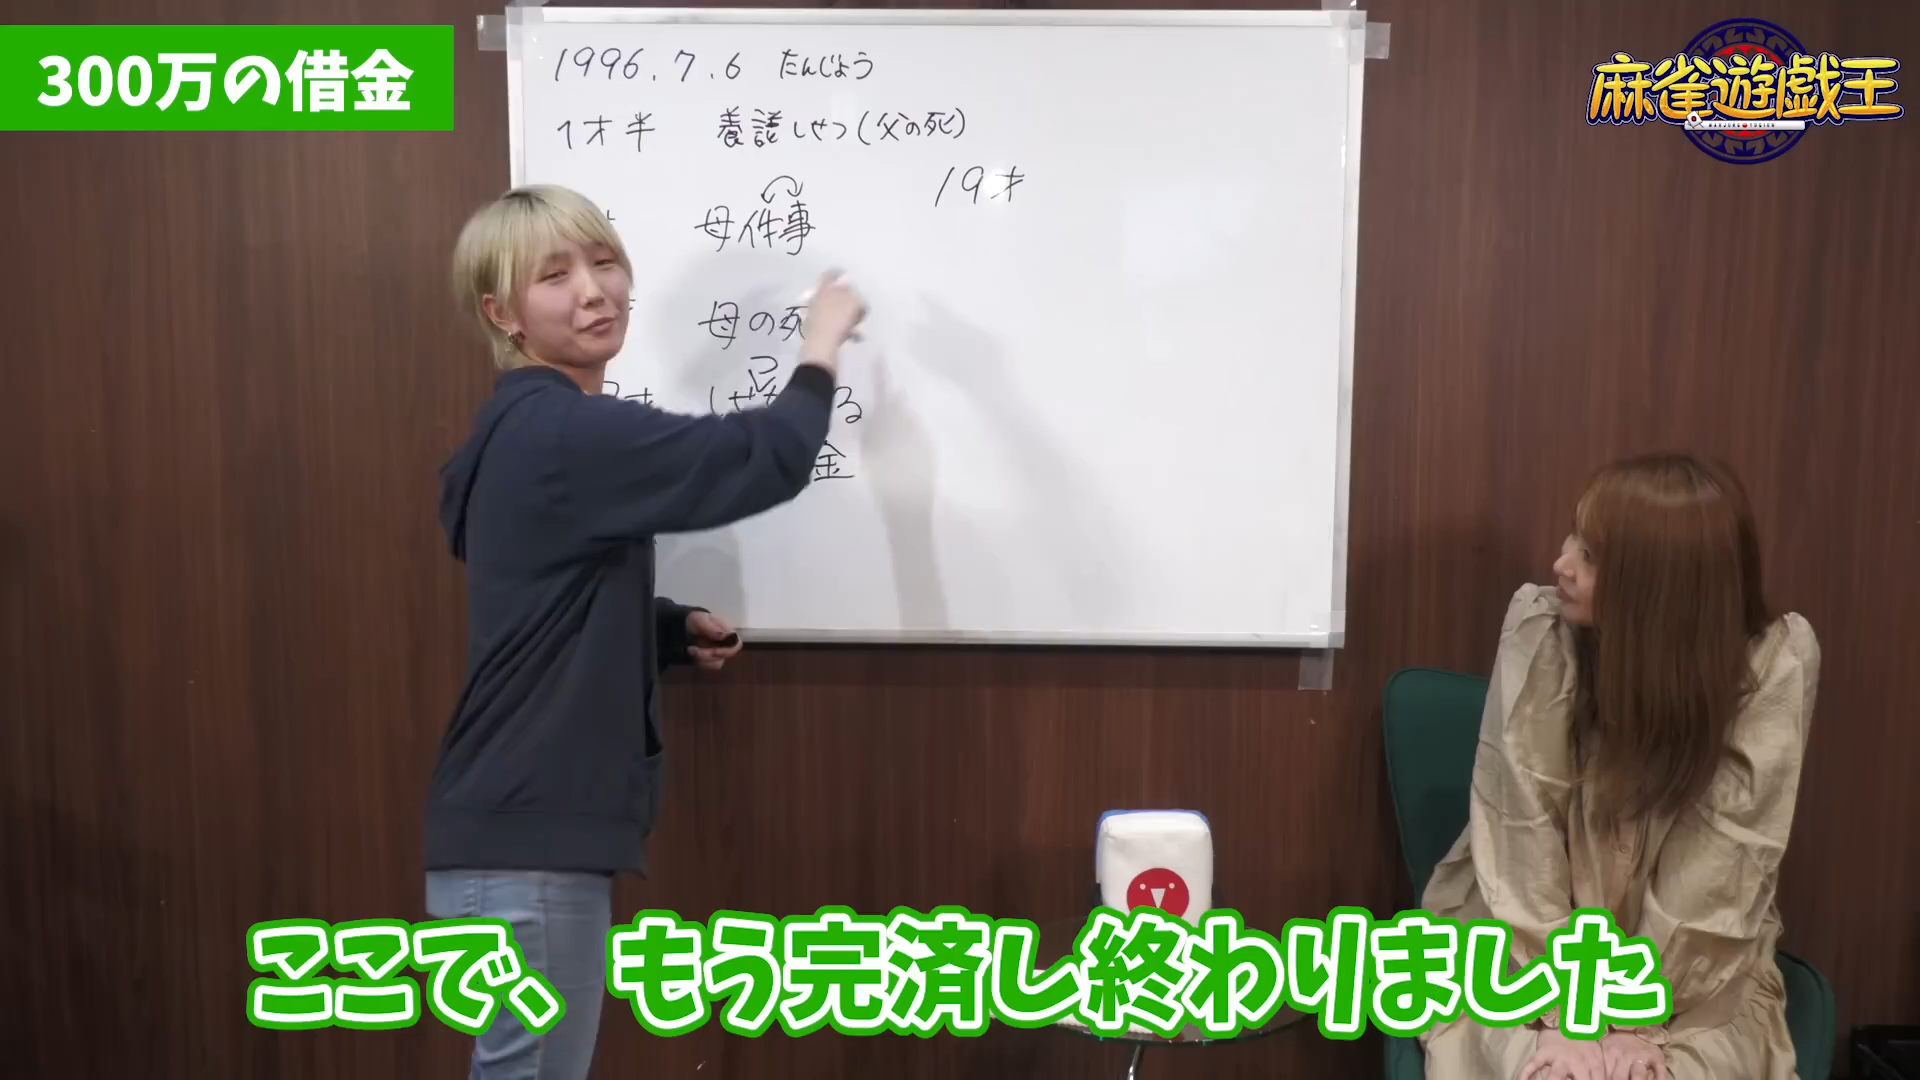 300万の借金
麻雀遊戯王
1996.7.6 たんじょう
1才半 養護しせつ(父の死)
19才
母 件事
母の死
金
ここで、もう完済し終わりました